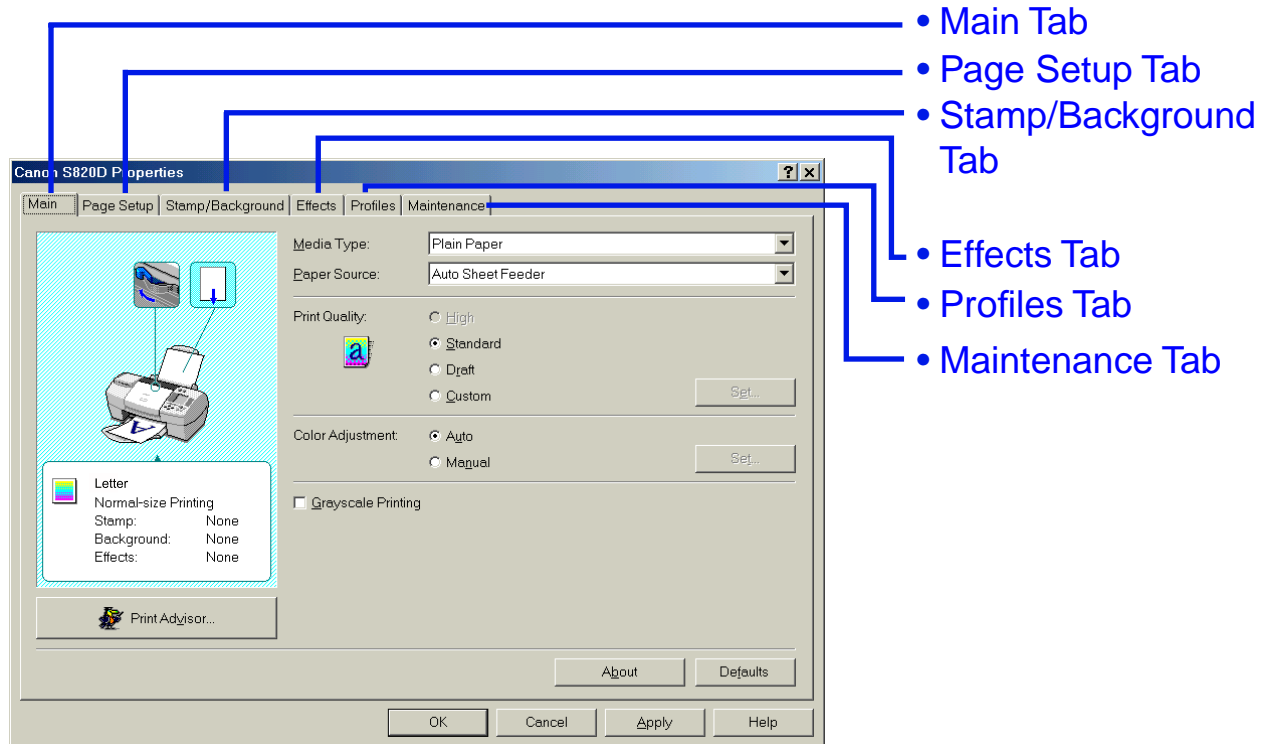 • Main Tab
• Page Setup Tab
• Stamp/Background
Tab
Canon S820D Properties
Main Page Setup Stamp/Background Effects Profiles Maintenance
Media Type: Plain Paper
Paper Source: Auto Sheet Feeder
• Effects Tab
• Profiles Tab
• Maintenance Tab
Print Quality: High
a
Standard
Draft
Custom Set...
Color Adjustment: Auto
Manual Set...
A
Letter
Normal-size Printing
Stamp: None
Background: None
Effects: None
Grayscale Printing
Print Advisor...
About Defaults
OK Cancel Apply Help